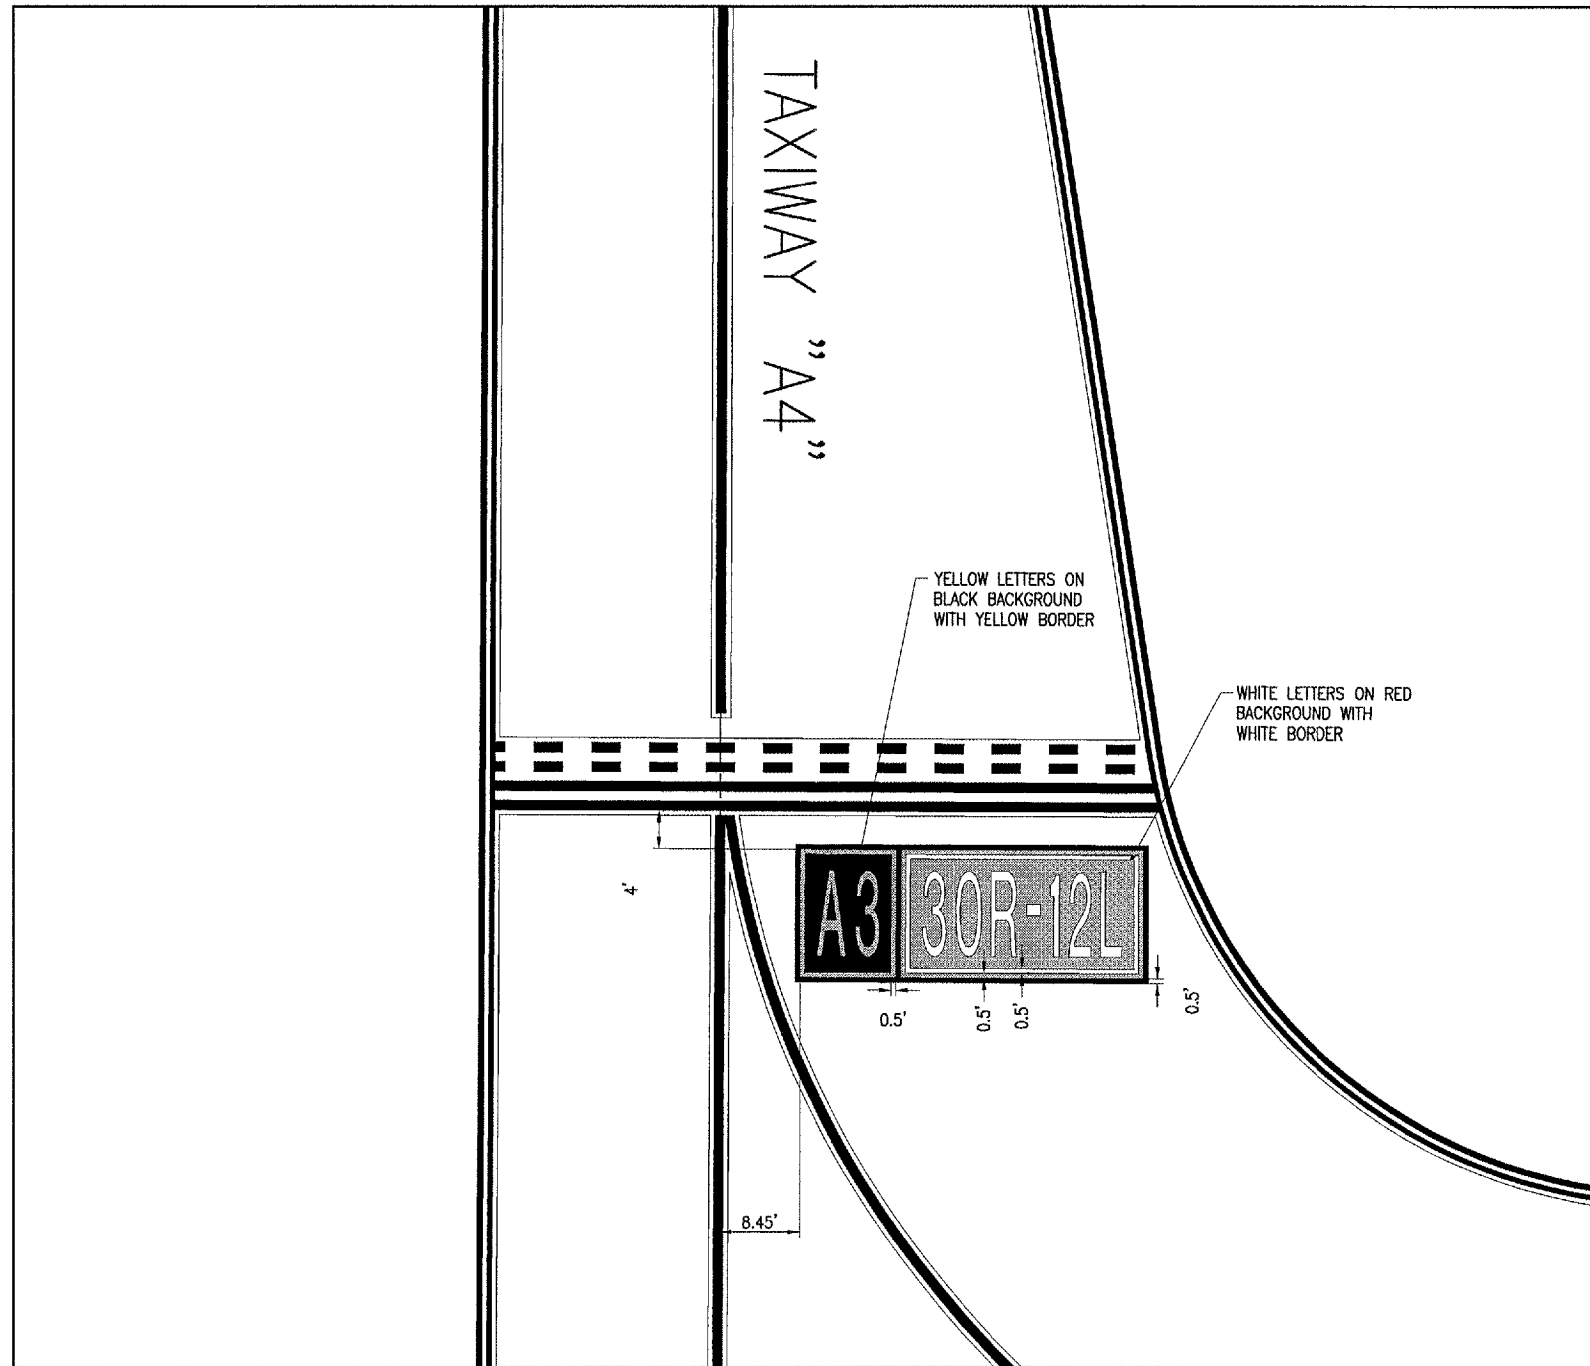 TAXIWAY "A4"
YELLOW LETTERS ON
BLACK BACKGROUND
WITH YELLOW BORDER
WHITE LETTERS ON RED
BACKGROUND WITH
WHITE BORDER
4'
A3 30R-12L
0.5'
0.5'
0.5'
0.5'
8.45'